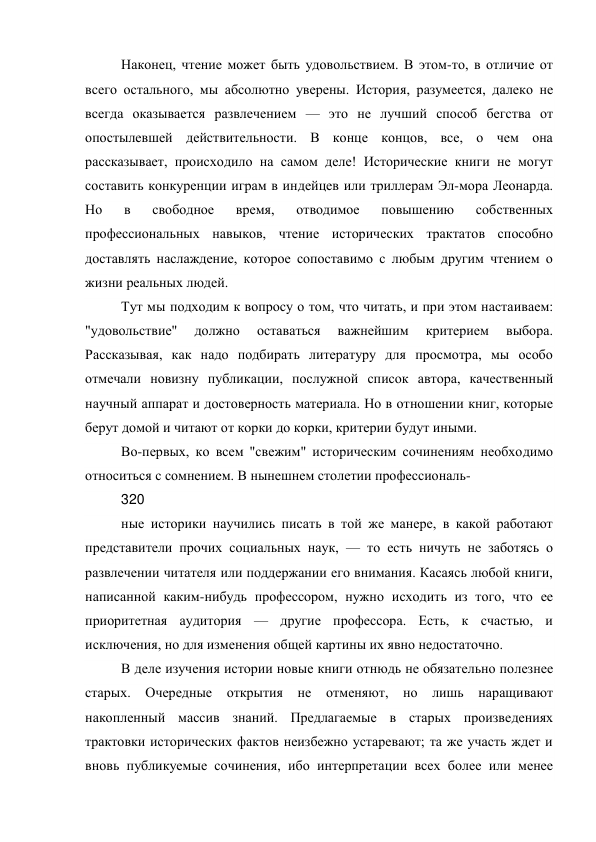 Наконец, чтение может быть удовольствием. В этом-то, в отличие от
всего остального, мы абсолютно уверены. История, разумеется, далеко не
всегда оказывается развлечением — это не лучший способ бегства от
опостылевшей действительности. В конце концов, все, о чем она
рассказывает, происходило на самом деле! Исторические книги не могут
составить конкуренции играм в индейцев или триллерам Эл-мора Леонарда.
Но в свободное время, отводимое повышению собственных
профессиональных навыков, чтение исторических трактатов способно
доставлять наслаждение, которое сопоставимо с любым другим чтением о
жизни реальных людей.
Тут мы подходим к вопросу о том, что читать, и при этом настаиваем:
"удовольствие" должно оставаться важнейшим критерием выбора.
Рассказывая, как надо подбирать литературу для просмотра, мы особо
отмечали новизну публикации, послужной список автора, качественный
научный аппарат и достоверность материала. Но в отношении книг, которые
берут домой и читают от корки до корки, критерии будут иными.
Во-первых, ко всем "свежим" историческим сочинениям необходимо
относиться с сомнением. В нынешнем столетии профессиональ-
320
ные историки научились писать в той же манере, в какой работают
представители прочих социальных наук, — то есть ничуть не заботясь о
развлечении читателя или поддержании его внимания. Касаясь любой книги,
написанной каким-нибудь профессором, нужно исходить из того, что ее
приоритетная аудитория — другие профессора. Есть, к счастью, и
исключения, но для изменения общей картины их явно недостаточно.
В деле изучения истории новые книги отнюдь не обязательно полезнее
старых. Очередные открытия не отменяют, но лишь наращивают
накопленный массив знаний. Предлагаемые в старых произведениях
трактовки исторических фактов неизбежно устаревают; та же участь ждет и
вновь публикуемые сочинения, ибо интерпретации всех более или менее